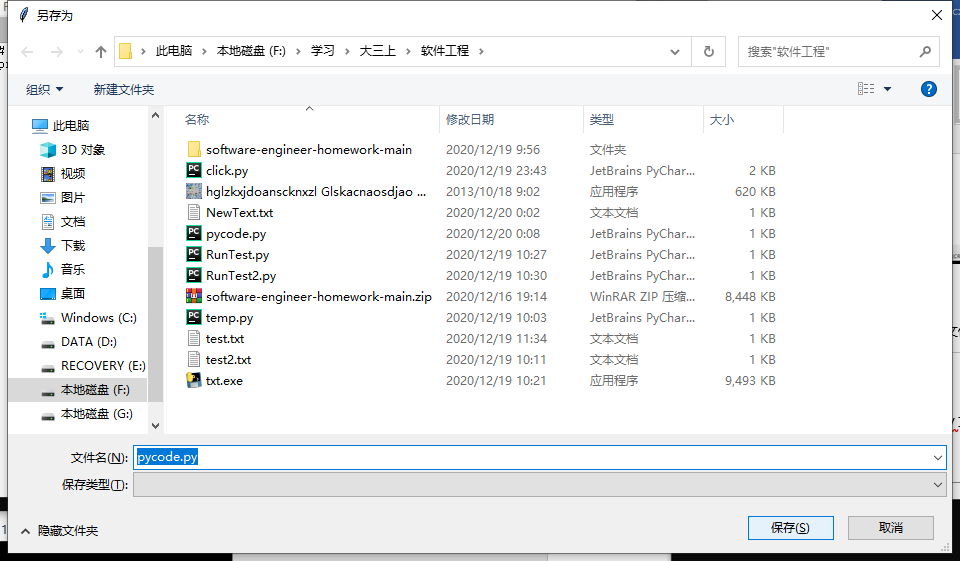 另存为
此电脑 › 本地磁盘 (F:) › 学习 › 大三上 › 软件工程 ›
搜索"软件工程"
组织
新建文件夹
此电脑
3D 对象
视频
图片
文档
下载
音乐
桌面
Windows (C:)
DATA (D:)
RECOVERY (E:)
本地磁盘 (F:)
本地磁盘 (G:)
名称 修改日期 类型 大小
software-engineer-homework-main 2020/12/19 9:56 文件夹
click.py 2020/12/19 23:43 JetBrains PyChar... 2 KB
hglzkxjdoanscknxzl Glskacnaosdjao ... 2013/10/18 9:02 应用程序 620 KB
NewText.txt 2020/12/20 0:02 文本文档 1 KB
pycode.py 2020/12/20 0:08 JetBrains PyChar... 1 KB
RunTest.py 2020/12/19 10:27 JetBrains PyChar... 1 KB
RunTest2.py 2020/12/19 10:30 JetBrains PyChar... 1 KB
software-engineer-homework-main.zip 2020/12/16 19:14 WinRAR ZIP 压缩... 8,448 KB
temp.py 2020/12/19 10:03 JetBrains PyChar... 1 KB
test.txt 2020/12/19 11:34 文本文档 1 KB
test2.txt 2020/12/19 10:11 文本文档 1 KB
txt.exe 2020/12/19 10:21 应用程序 9,493 KB
文件名(N): pycode.py
保存类型(T):
隐藏文件夹
保存(S)
取消